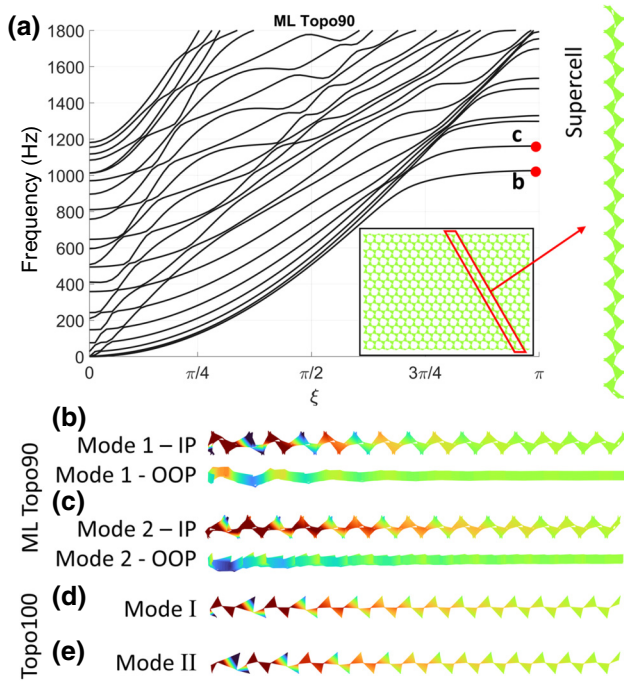 (a)
ML Topo90
Frequency (Hz)
1800
1600
1400
1200
1000
800
600
400
200
0
0
π/4
π/2
3π/4
π
ξ
c
b
Supercell
ML Topo90
(b)
Mode 1 – IP
Mode 1 - OOP
(c)
Mode 2 – IP
Mode 2 - OOP
Topo100
(d)
Mode I
(e)
Mode II